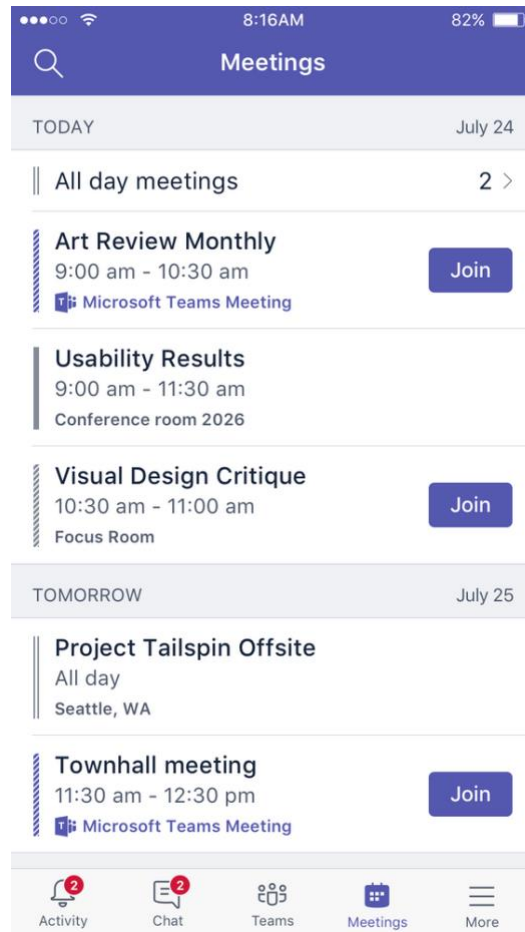 8:16AM
82%
Meetings
TODAY
July 24
All day meetings
2
Art Review Monthly
9:00 am - 10:30 am
Join
Microsoft Teams Meeting
Usability Results
9:00 am - 11:30 am
Conference room 2026
Visual Design Critique
10:30 am - 11:00 am
Join
Focus Room
TOMORROW
July 25
Project Tailspin Offsite
All day
Seattle, WA
Townhall meeting
11:30 am - 12:30 pm
Join
Microsoft Teams Meeting
2
2
Activity
Chat
Teams
Meetings
More